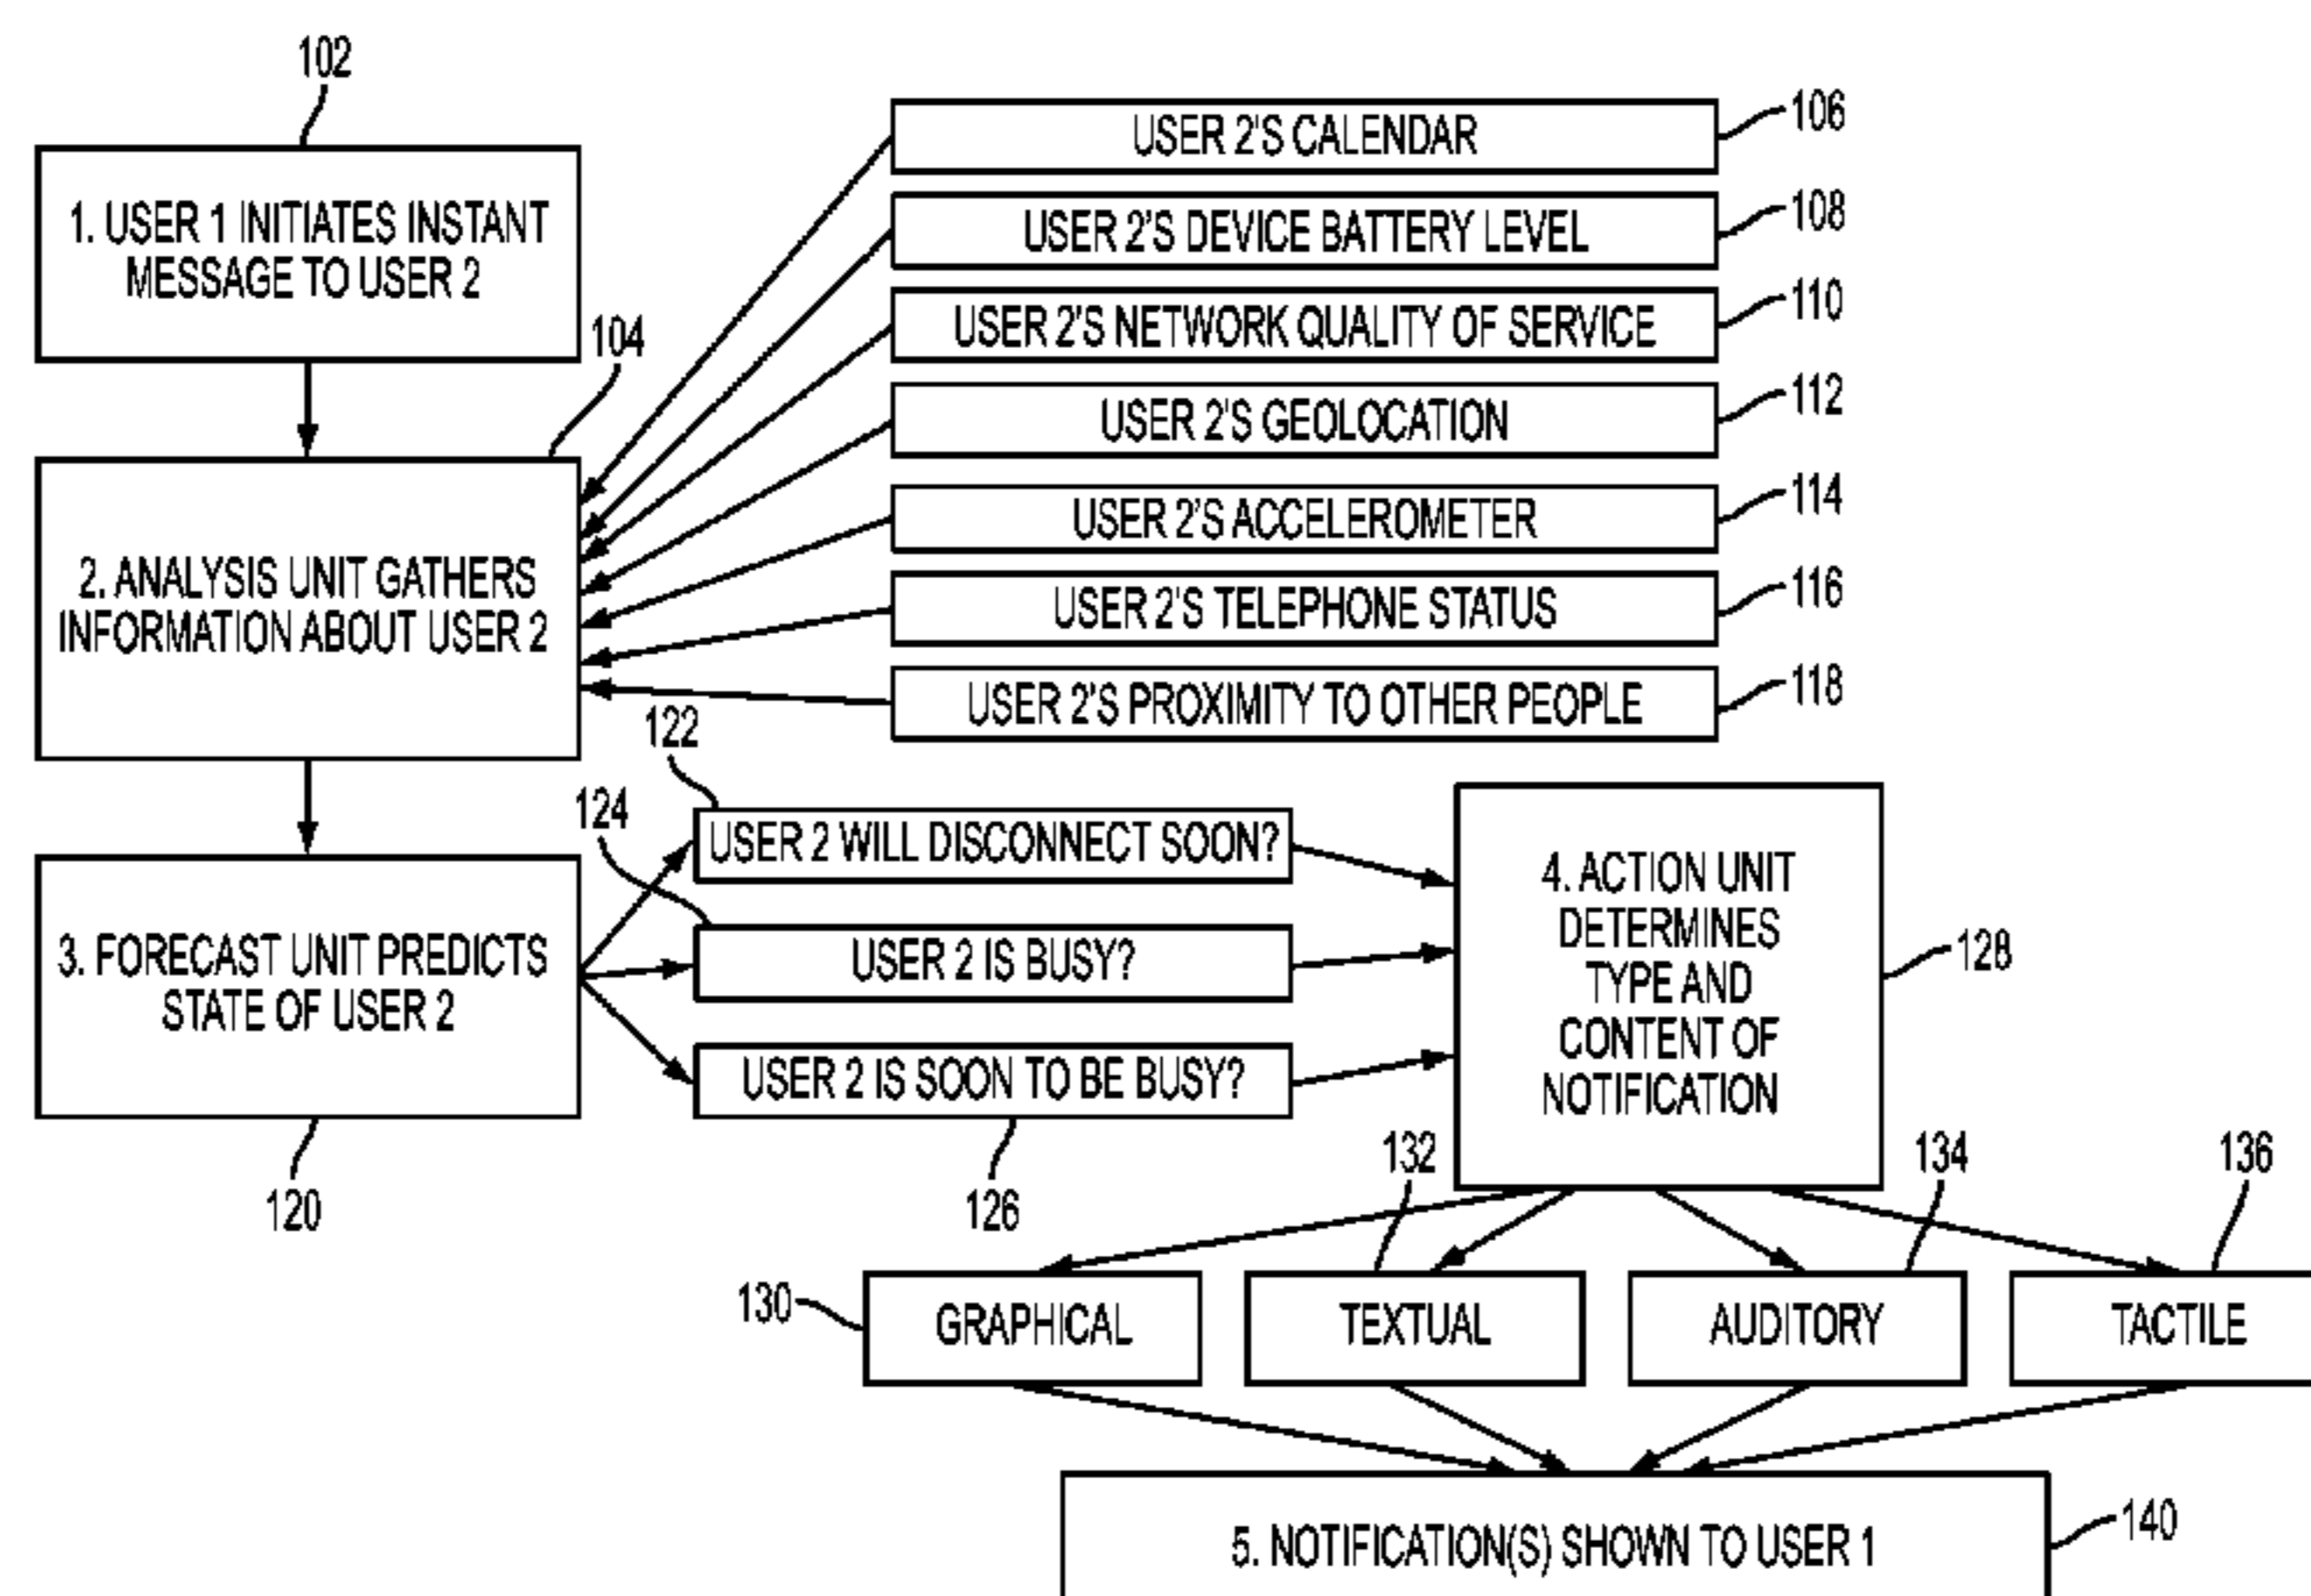 102
1. USER 1 INITIATES INSTANT
MESSAGE TO USER 2
104
2. ANALYSIS UNIT GATHERS
INFORMATION ABOUT USER 2
USER 2'S CALENDAR
106
USER 2'S DEVICE BATTERY LEVEL
108
USER 2'S NETWORK QUALITY OF SERVICE
110
USER 2'S GEOLOCATION
112
USER 2'S ACCELEROMETER
114
USER 2'S TELEPHONE STATUS
116
USER 2'S PROXIMITY TO OTHER PEOPLE
118
3. FORECAST UNIT PREDICTS
STATE OF USER 2
120
122
USER 2 WILL DISCONNECT SOON?
124
USER 2 IS BUSY?
USER 2 IS SOON TO BE BUSY?
126
4. ACTION UNIT
DETERMINES
TYPE AND
CONTENT OF
NOTIFICATION
128
130
GRAPHICAL
132
TEXTUAL
134
AUDITORY
136
TACTILE
5. NOTIFICATION(S) SHOWN TO USER 1
140